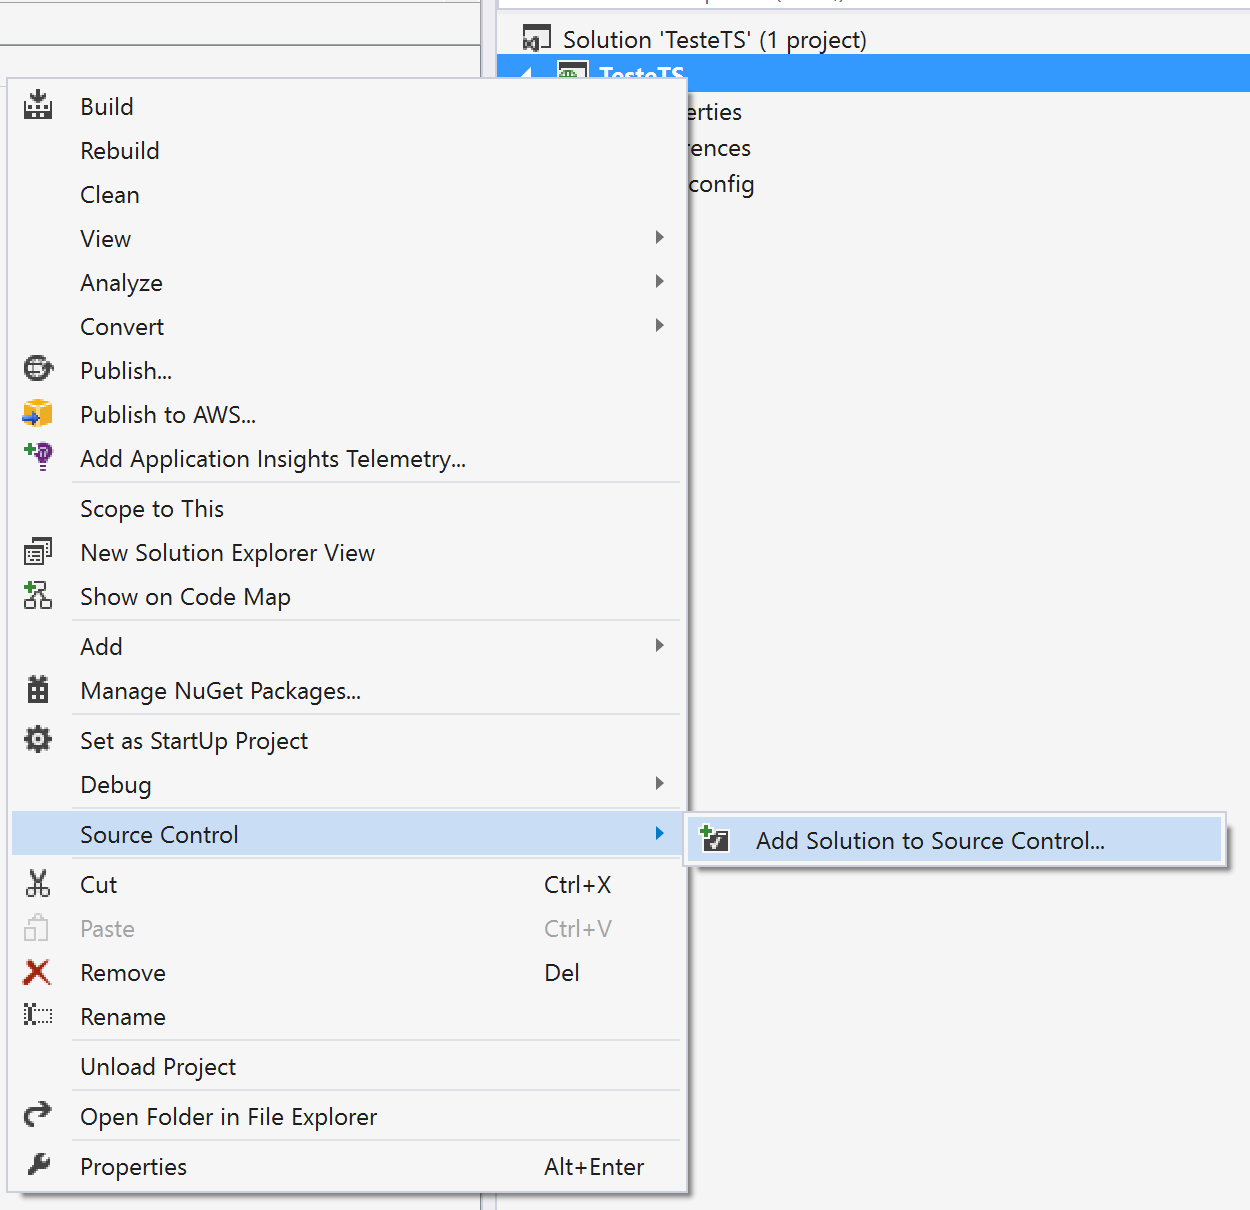 Solution 'TesteTS' (1 project)
TesteTS
erties
rences
config
Build
Rebuild
Clean
View
Analyze
Convert
Publish...
Publish to AWS...
Add Application Insights Telemetry...
Scope to This
New Solution Explorer View
Show on Code Map
Add
Manage NuGet Packages...
Set as StartUp Project
Debug
Source Control
Add Solution to Source Control...
Cut Ctrl+X
Paste Ctrl+V
Remove Del
Rename
Unload Project
Open Folder in File Explorer
Properties Alt+Enter